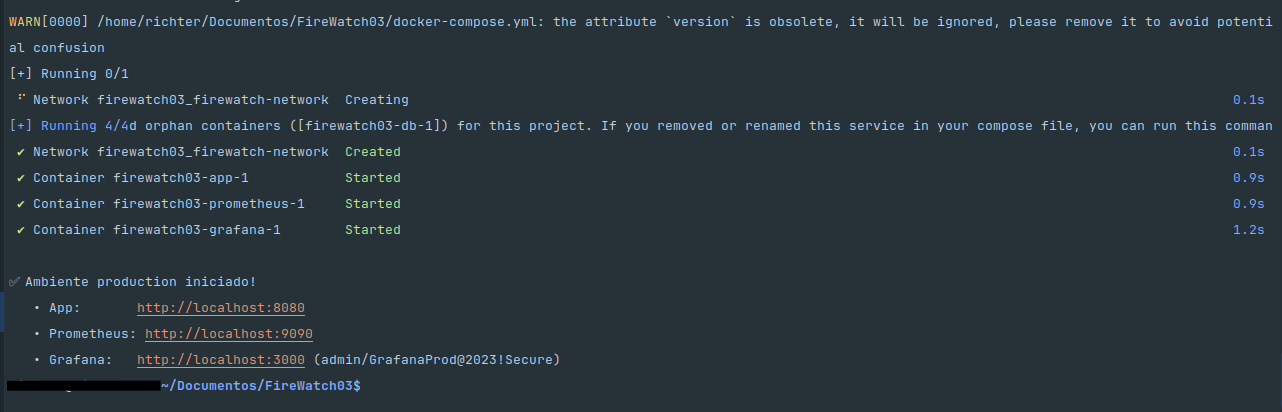 WARN[0000] /home/richter/Documentos/FireWatch03/docker-compose.yml: the attribute `version` is obsolete, it will be ignored, please remove it to avoid potenti
al confusion
[+] Running 0/1
⠋ Network firewatch03_firewatch-network Creating 0.1s
[+] Running 4/4d orphan containers ([firewatch03-db-1]) for this project. If you removed or renamed this service in your compose file, you can run this comman
✔ Network firewatch03_firewatch-network Created 0.1s
✔ Container firewatch03-app-1 Started 0.9s
✔ Container firewatch03-prometheus-1 Started 0.9s
✔ Container firewatch03-grafana-1 Started 1.2s
✅ Ambiente production iniciado!
• App: http://localhost:8080
• Prometheus: http://localhost:9090
• Grafana: http://localhost:3000 (admin/GrafanaProd@2023!Secure)
~/Documentos/FireWatch03$